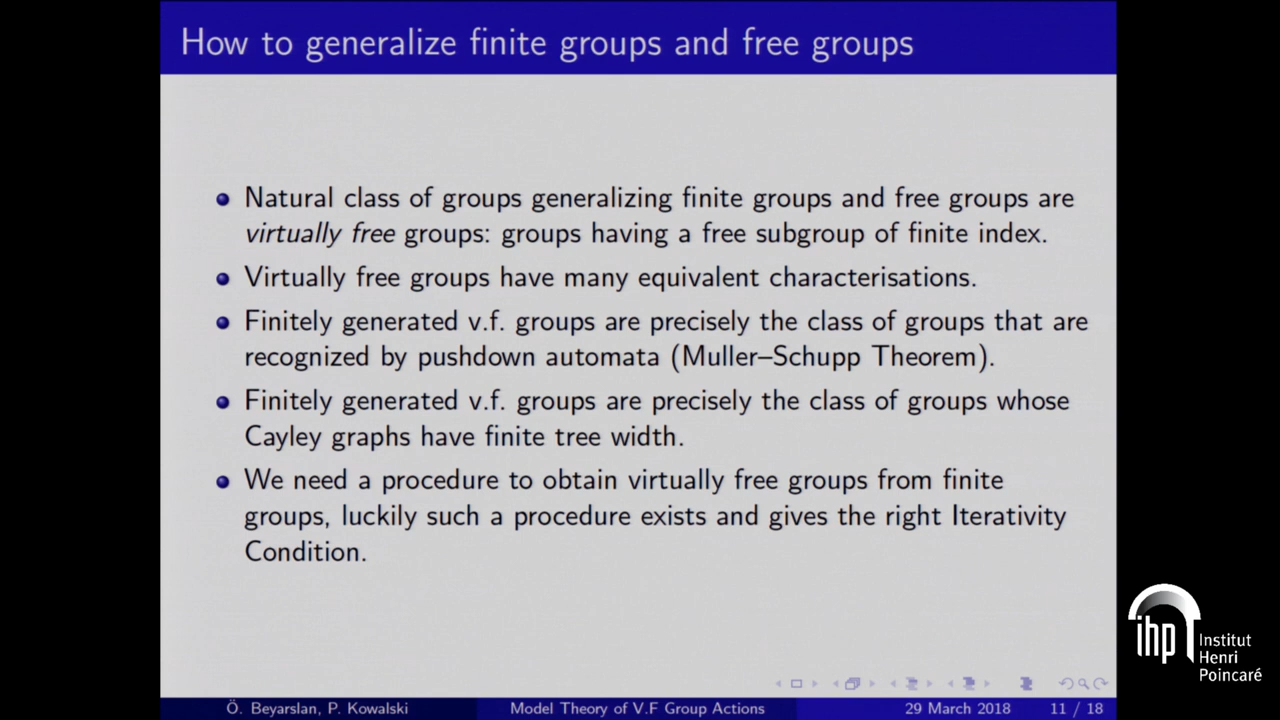 How to generalize finite groups and free groups
Natural class of groups generalizing finite groups and free groups are
virtually free groups: groups having a free subgroup of finite index.
Virtually free groups have many equivalent characterisations.
Finitely generated v.f. groups are precisely the class of groups that are
recognized by pushdown automata (Muller–Schupp Theorem).
Finitely generated v.f. groups are precisely the class of groups whose
Cayley graphs have finite tree width.
We need a procedure to obtain virtually free groups from finite
groups, luckily such a procedure exists and gives the right Iterativity
Condition.
ihp Institut
Henri
Poincaré
Ö. Beyarslan, P. Kowalski Model Theory of V.F Group Actions 29 March 2018 11 / 18